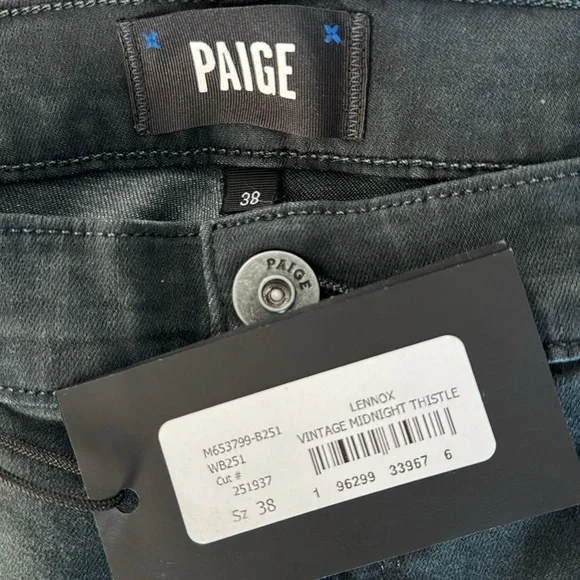 PAIGE
38
PAIGE
LENNOX
VINTAGE MIDNIGHT THISTLE
M653799-B251
WB251
Cut #
251937
Sz 38
1 96299 33967 6